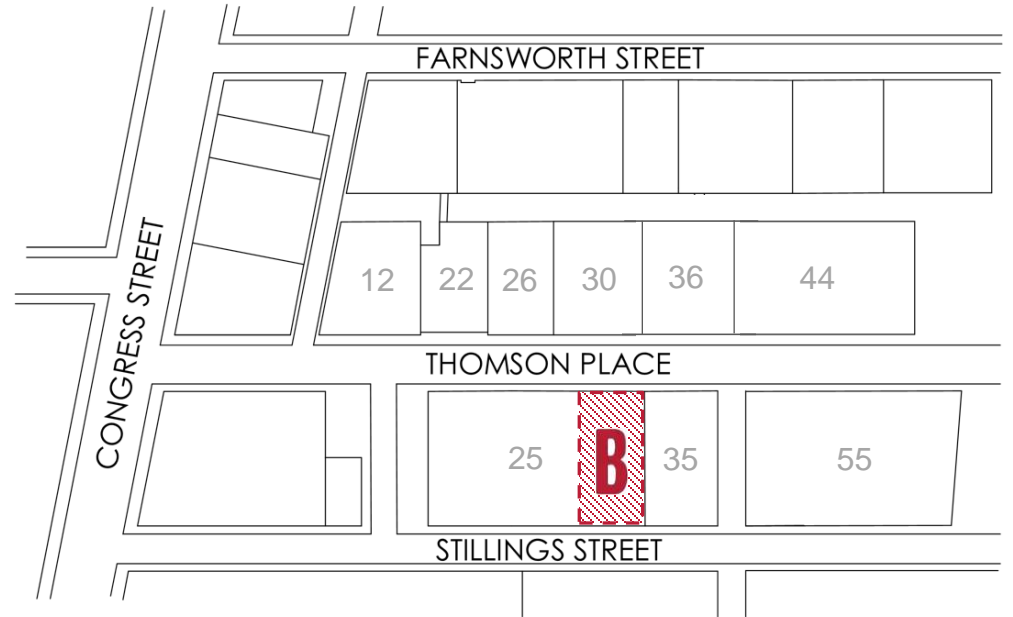 FARNSWORTH STREET
CONGRESS STREET
12 22 26 30 36 44
THOMSON PLACE
25 B 35 55
STILLINGS STREET